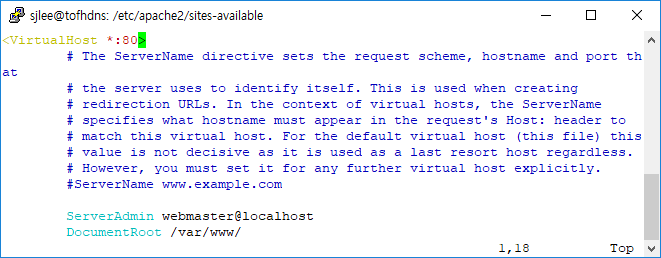 sjlee@tofhdns: /etc/apache2/sites-available
<VirtualHost *:80>
# The ServerName directive sets the request scheme, hostname and port th
at
# the server uses to identify itself. This is used when creating
# redirection URLs. In the context of virtual hosts, the ServerName
# specifies what hostname must appear in the request's Host: header to
# match this virtual host. For the default virtual host (this file) this
# value is not decisive as it is used as a last resort host regardless.
# However, you must set it for any further virtual host explicitly.
#ServerName www.example.com
ServerAdmin webmaster@localhost
DocumentRoot /var/www/
1,18 Top